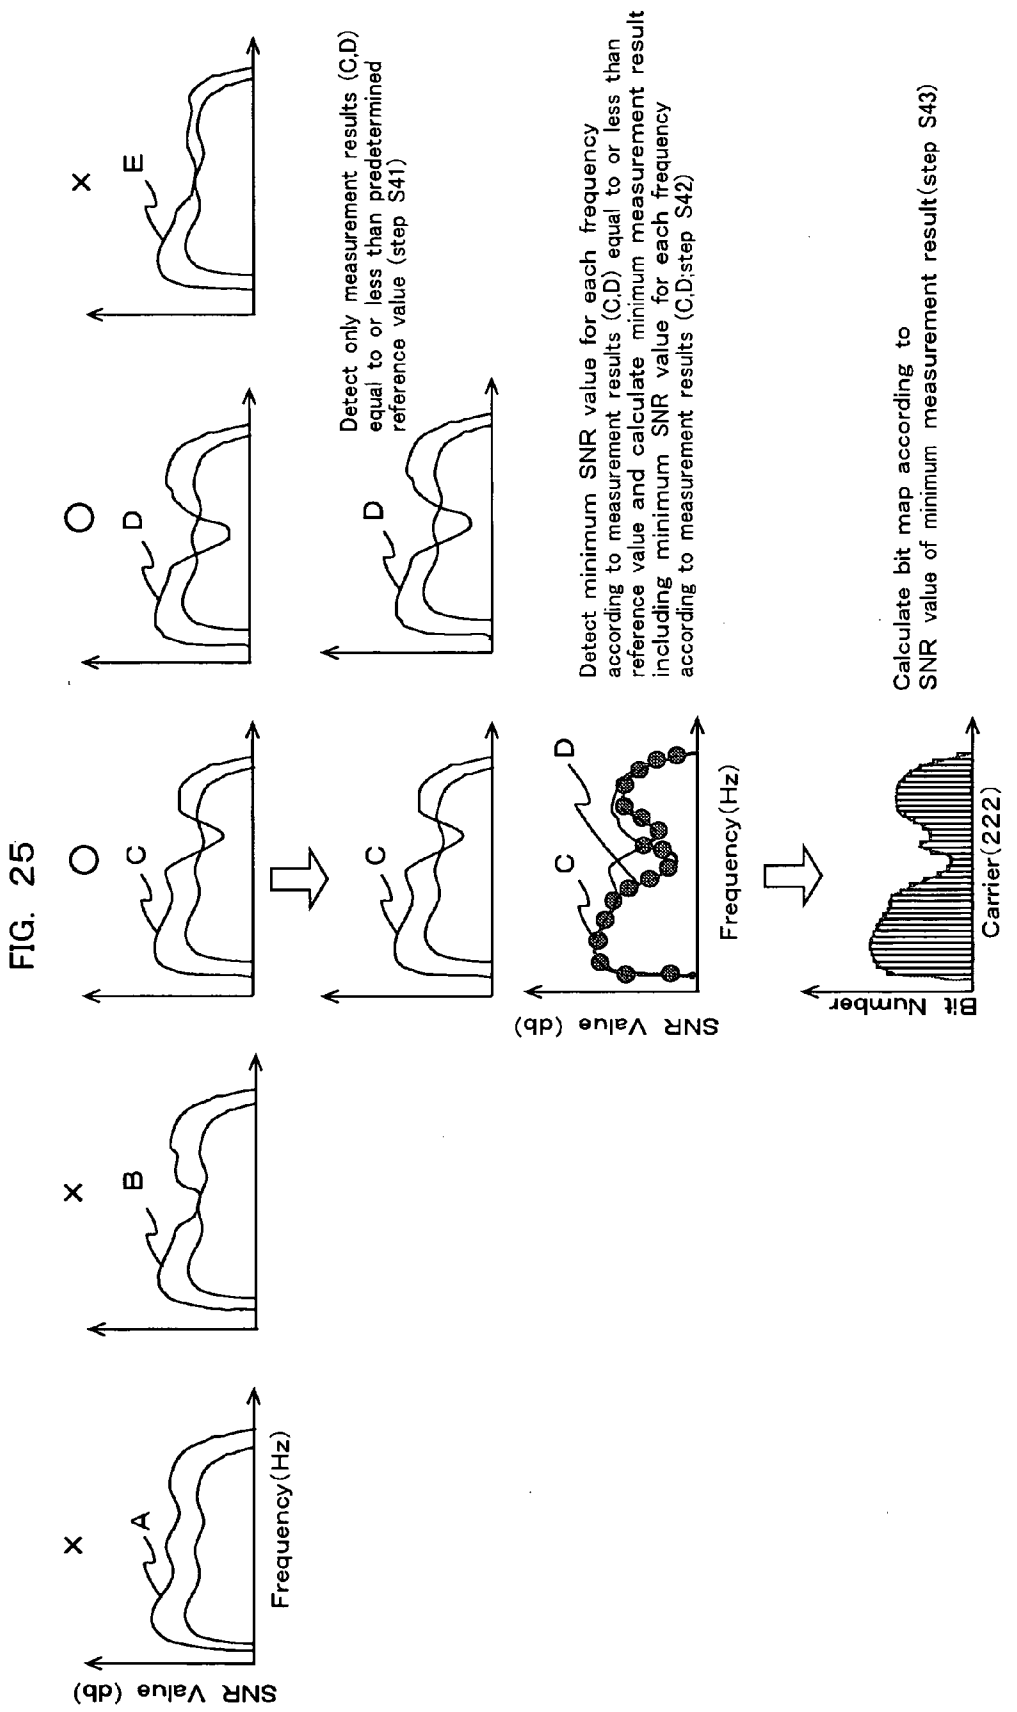 FIG. 25
×
×
○
○
×
A
B
C
D
E
SNR Value (db)
Frequency(Hz)
C
D
Detect only measurement results (C,D)
equal to or less than predetermined
reference value (step S41)
SNR Value (db)
C
D
Frequency(Hz)
Detect minimum SNR value for each frequency
according to measurement results (C,D) equal to or less than
reference value and calculate minimum measurement result
including minimum SNR value for each frequency
according to measurement results (C,D;step S42)
Bit Number
Carrier(222)
Calculate bit map according to
SNR value of minimum measurement result(step S43)